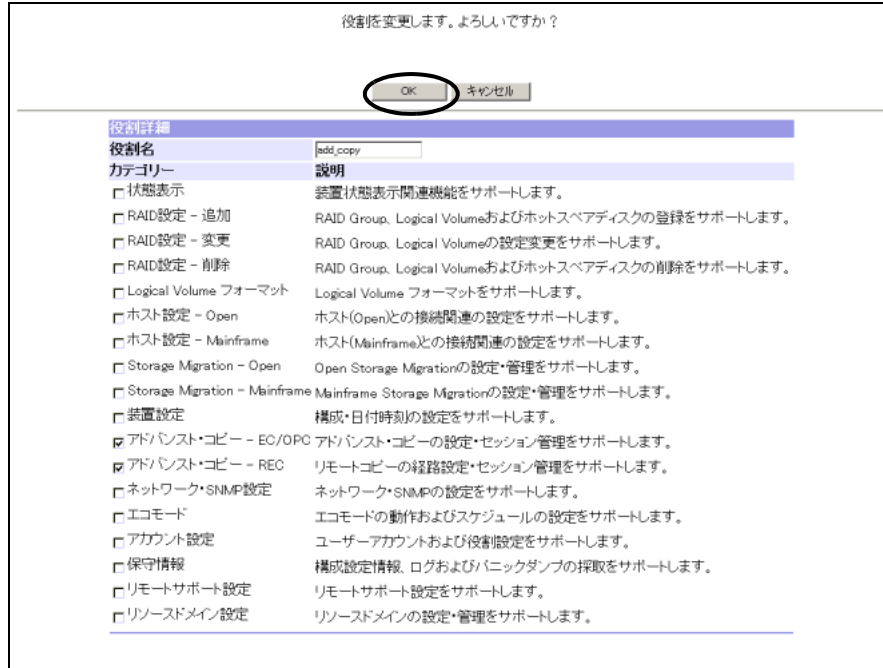 役割を変更します。よろしいですか？
OK キャンセル
役割詳細
役割名 add_copy
カテゴリー 説明
状態表示 装置状態表示関連機能をサポートします。
RAID設定 - 追加 RAID Group、Logical Volumeおよびホットスペアディスクの登録をサポートします。
RAID設定 - 変更 RAID Group、Logical Volumeの設定変更をサポートします。
RAID設定 - 削除 RAID Group、Logical Volumeおよびホットスペアディスクの削除をサポートします。
Logical Volume フォーマット Logical Volume フォーマットをサポートします。
ホスト設定 - Open ホスト(Open)との接続関連の設定をサポートします。
ホスト設定 - Mainframe ホスト(Mainframe)との接続関連の設定をサポートします。
Storage Migration - Open Open Storage Migrationの設定・管理をサポートします。
Storage Migration - Mainframe Mainframe Storage Migrationの設定・管理をサポートします。
装置設定 構成・日付時刻の設定をサポートします。
アドバンスト・コピー - EC/OPC アドバンスト・コピーの設定・セッション管理をサポートします。
アドバンスト・コピー - REC リモートコピーの経路設定・セッション管理をサポートします。
ネットワーク・SNMP設定 ネットワーク・SNMPの設定をサポートします。
エコモード エコモードの動作およびスケジュールの設定をサポートします。
アカウント設定 ユーザーアカウントおよび役割設定をサポートします。
保守情報 構成設定情報、ログおよびパニックダンプの採取をサポートします。
リモートサポート設定 リモートサポート設定をサポートします。
リソースドメイン設定 リソースドメインの設定・管理をサポートします。